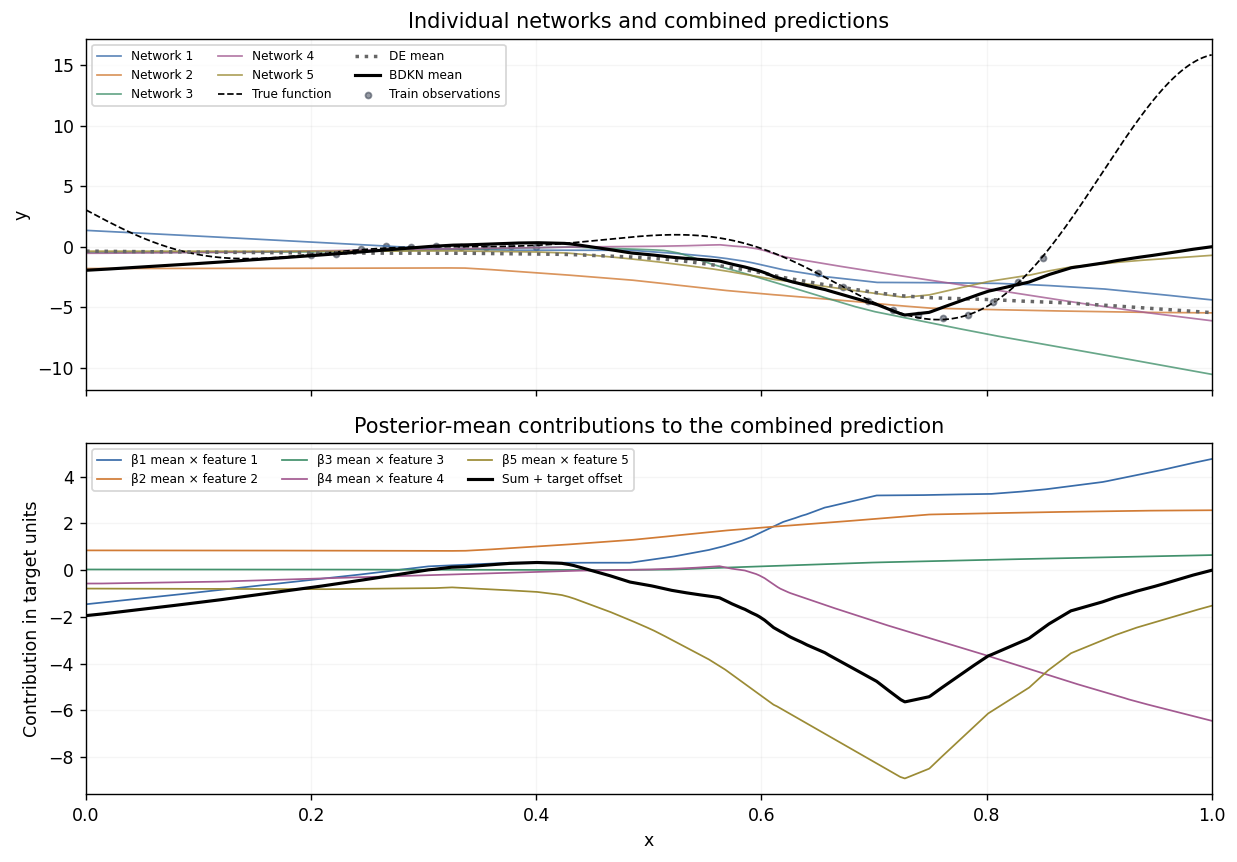 Individual networks and combined predictions
Network 1 Network 4 DE mean
Network 2 Network 5 BDKN mean
Network 3 True function Train observations
15
10
5
0
−5
−10
y
Posterior-mean contributions to the combined prediction
β1 mean × feature 1 β3 mean × feature 3 β5 mean × feature 5
β2 mean × feature 2 β4 mean × feature 4 Sum + target offset
4
2
0
−2
−4
−6
−8
Contribution in target units
0.0 0.2 0.4 0.6 0.8 1.0
x